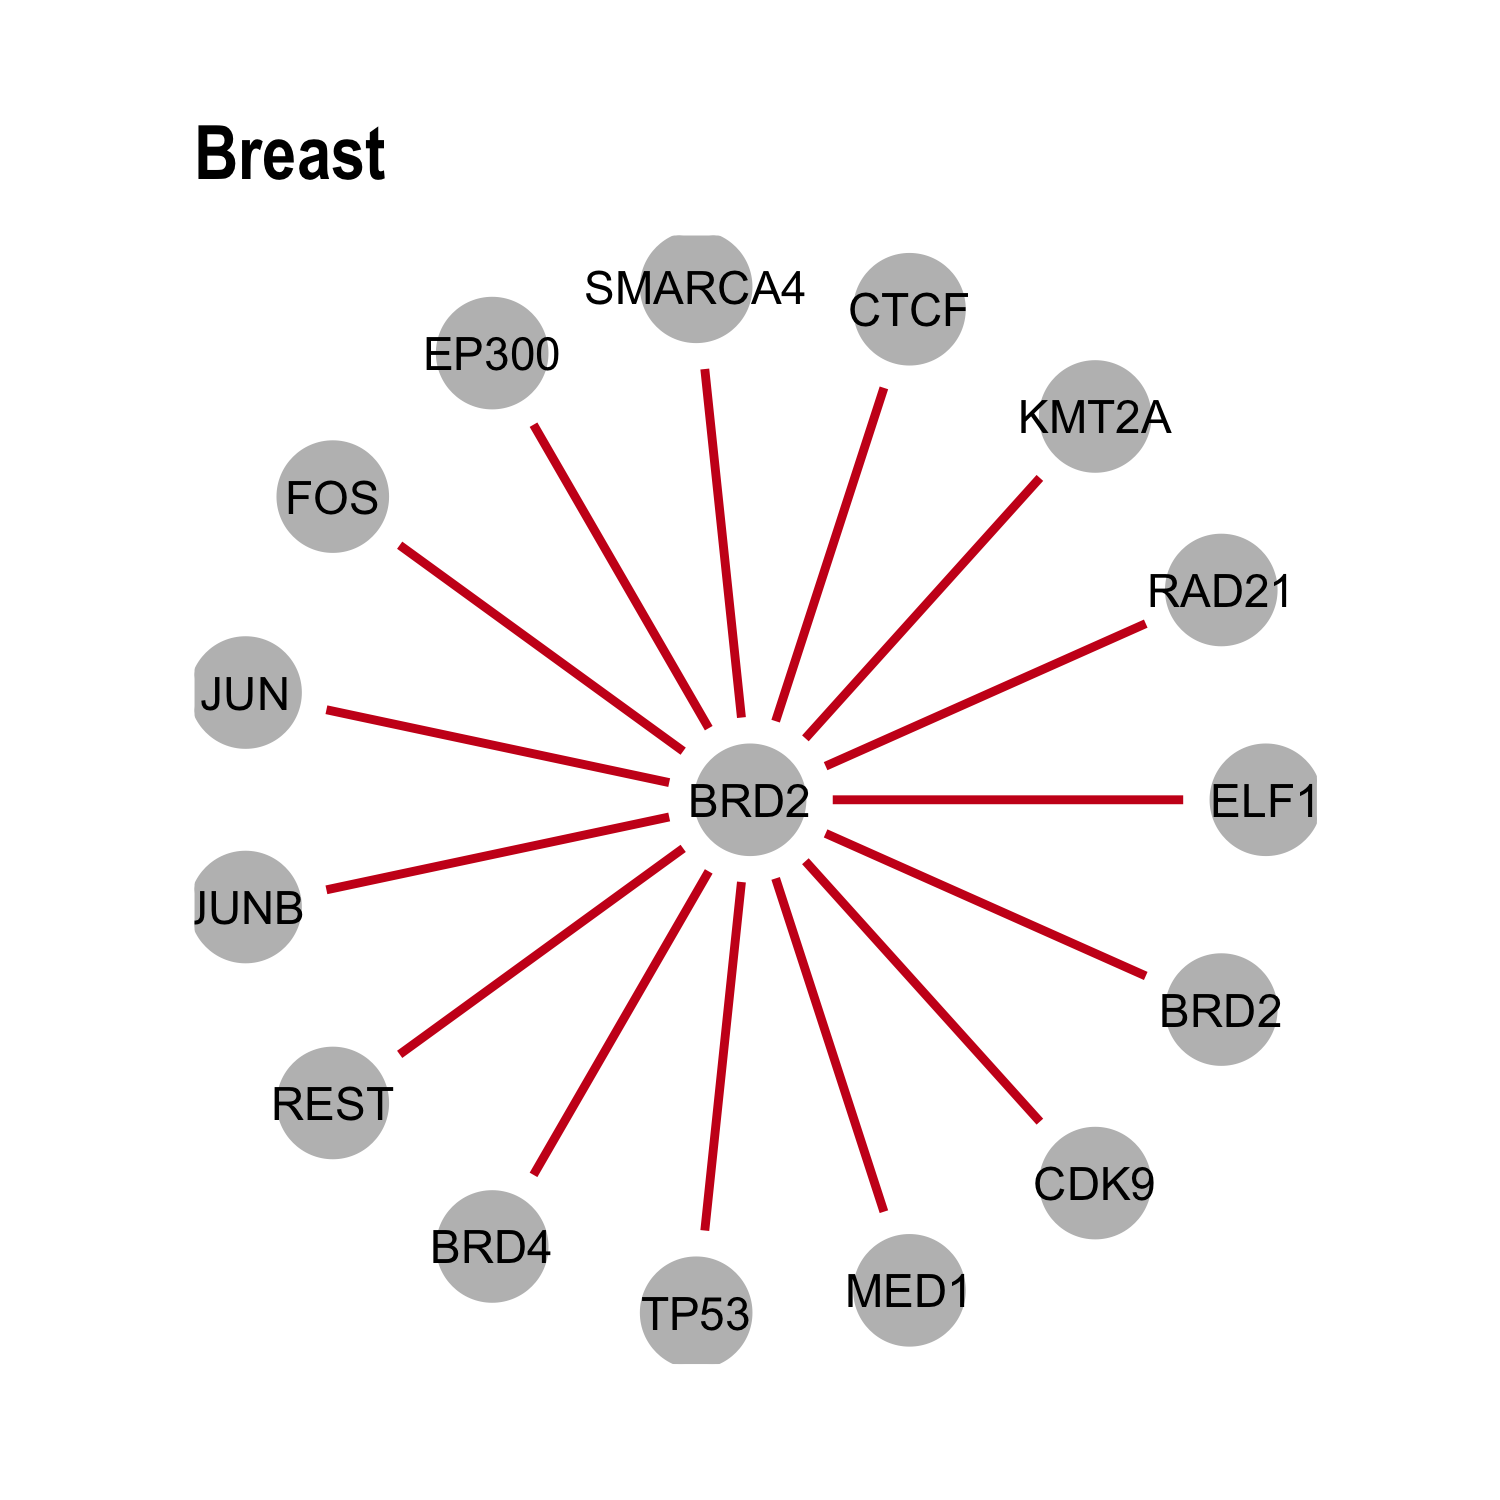 Breast
SMARCA4
CTCF
EP300
KMT2A
FOS
RAD21
JUN
BRD2
ELF1
JUNB
BRD2
REST
CDK9
BRD4
MED1
TP53